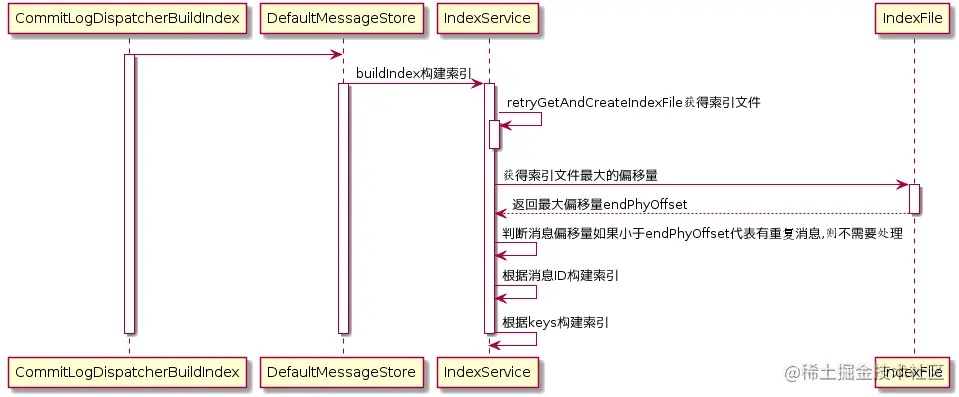 CommitLogDispatcherBuildIndex DefaultMessageStore IndexService IndexFile
buildIndex构建索引
retryGetAndCreateIndexFile获得索引文件
获得索引文件最大的偏移量
返回最大偏移量endPhyOffset
判断消息偏移量如果小于endPhyOffset代表有重复消息,则不需要处理
根据消息ID构建索引
根据keys构建索引
CommitLogDispatcherBuildIndex DefaultMessageStore IndexService IndexFile
@稀土掘金技术社区